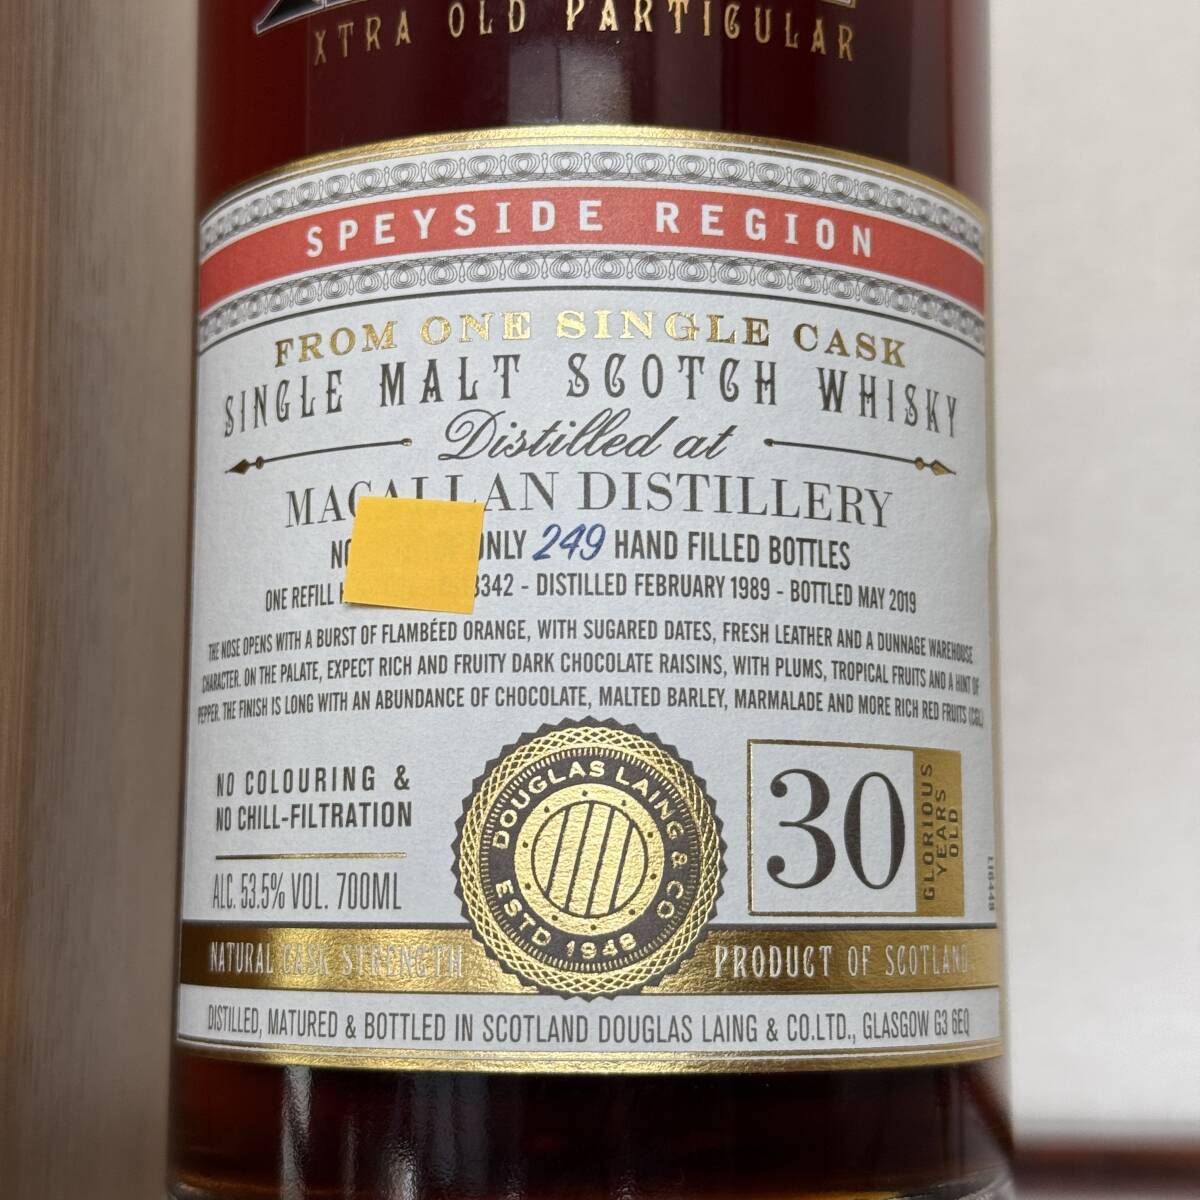 XTRA OLD PARTICULAR
SPEYSIDE REGION
FROM ONE SINGLE CASK
SINGLE MALT SCOTCH WHISKY
Distilled at
MACALLAN DISTILLERY
ONLY 249 HAND FILLED BOTTLES
ONE REFILL 3342 - DISTILLED FEBRUARY 1989 - BOTTLED MAY 2019
THE NOSE OPENS WITH A BURST OF FLAMBÉED ORANGE, WITH SUGARED DATES, FRESH LEATHER AND A DUNNAGE WAREHOUSE
CHARACTER. ON THE PALATE, EXPECT RICH AND FRUITY DARK CHOCOLATE RAISINS, WITH PLUMS, TROPICAL FRUITS AND A HINT OF
PEPPER. THE FINISH IS LONG WITH AN ABUNDANCE OF CHOCOLATE, MALTED BARLEY, MARMALADE AND MORE RICH RED FRUITS (CGL)
NO COLOURING &
NO CHILL-FILTRATION
ALC. 53.5% VOL. 700ML
DOUGLAS LAING & CO.
ESTD 1948
30
GLORIOUS
YEARS
OLD
L16448
NATURAL CASK STRENGTH
PRODUCT OF SCOTLAND
DISTILLED, MATURED & BOTTLED IN SCOTLAND DOUGLAS LAING & CO.LTD., GLASGOW G3 6EQ